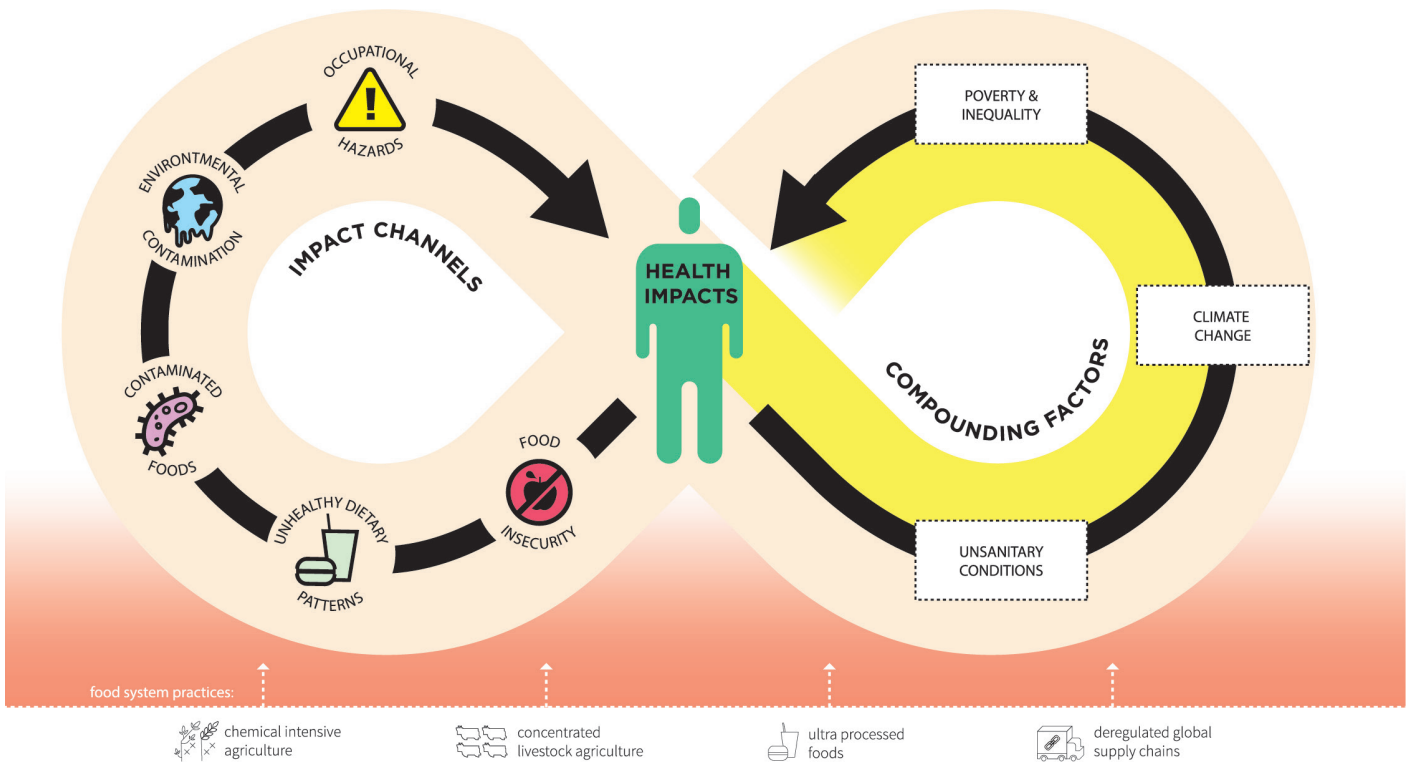 OCCUPATIONAL
HAZARDS
ENVIRONTMENTAL
CONTAMINATION
CONTAMINATED
FOODS
UNHEALTHY DIETARY
PATTERNS
FOOD
INSECURITY
IMPACT CHANNELS
HEALTH
IMPACTS
POVERTY &
INEQUALITY
CLIMATE
CHANGE
UNSANITARY
CONDITIONS
COMPOUNDING FACTORS
food system practices:
chemical intensive
agriculture
concentrated
livestock agriculture
ultra processed
foods
deregulated global
supply chains